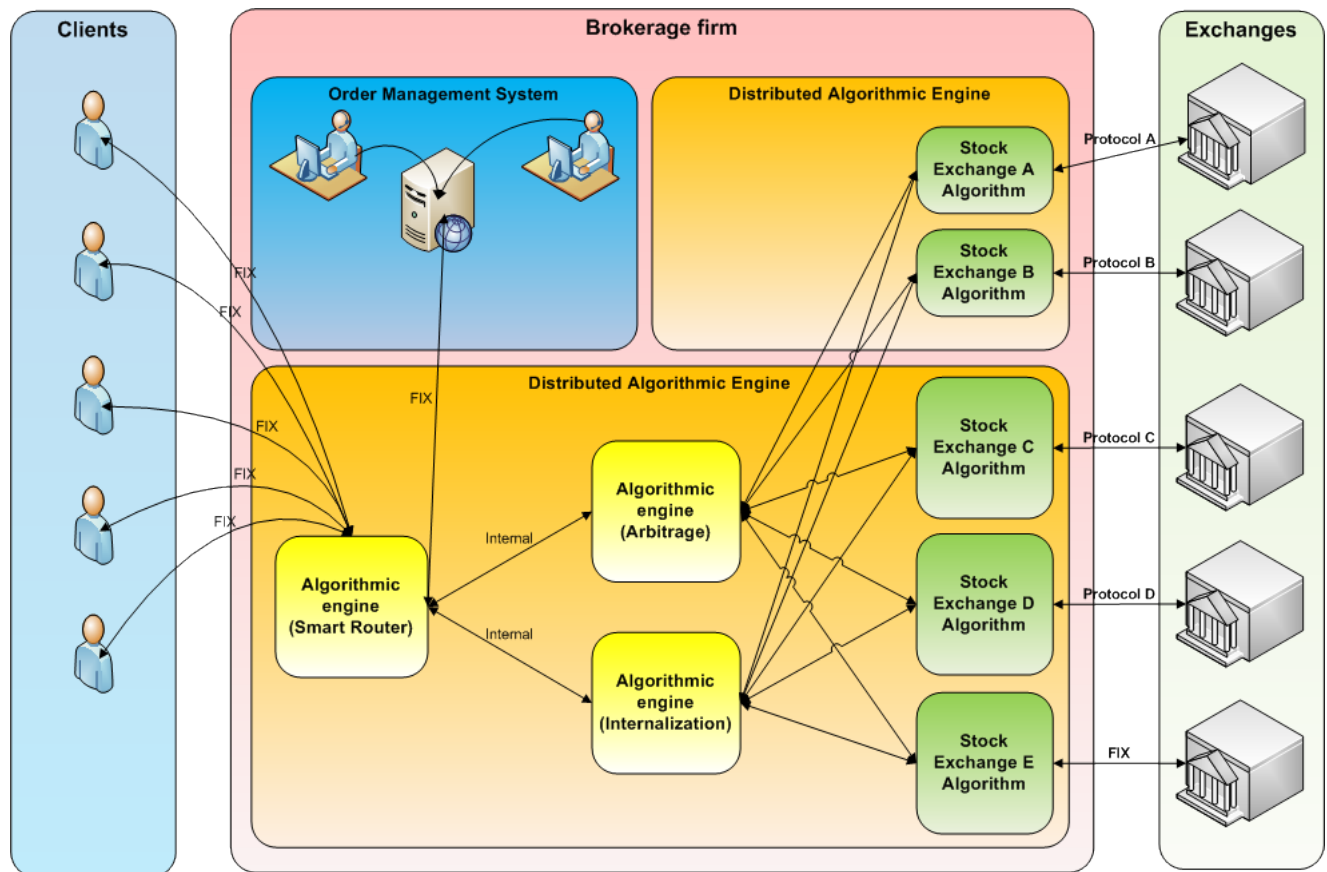 Clients
Brokerage firm
Exchanges
Order Management System
Distributed Algorithmic Engine
Stock
Exchange A
Algorithm
Protocol A
Stock
Exchange B
Algorithm
Protocol B
FIX
FIX
FIX
FIX
FIX
FIX
Distributed Algorithmic Engine
Stock
Exchange C
Algorithm
Protocol C
Algorithmic
engine
(Arbitrage)
Internal
Algorithmic
engine
(Smart Router)
Internal
Stock
Exchange D
Algorithm
Protocol D
Algorithmic
engine
(Internalization)
Stock
Exchange E
Algorithm
FIX